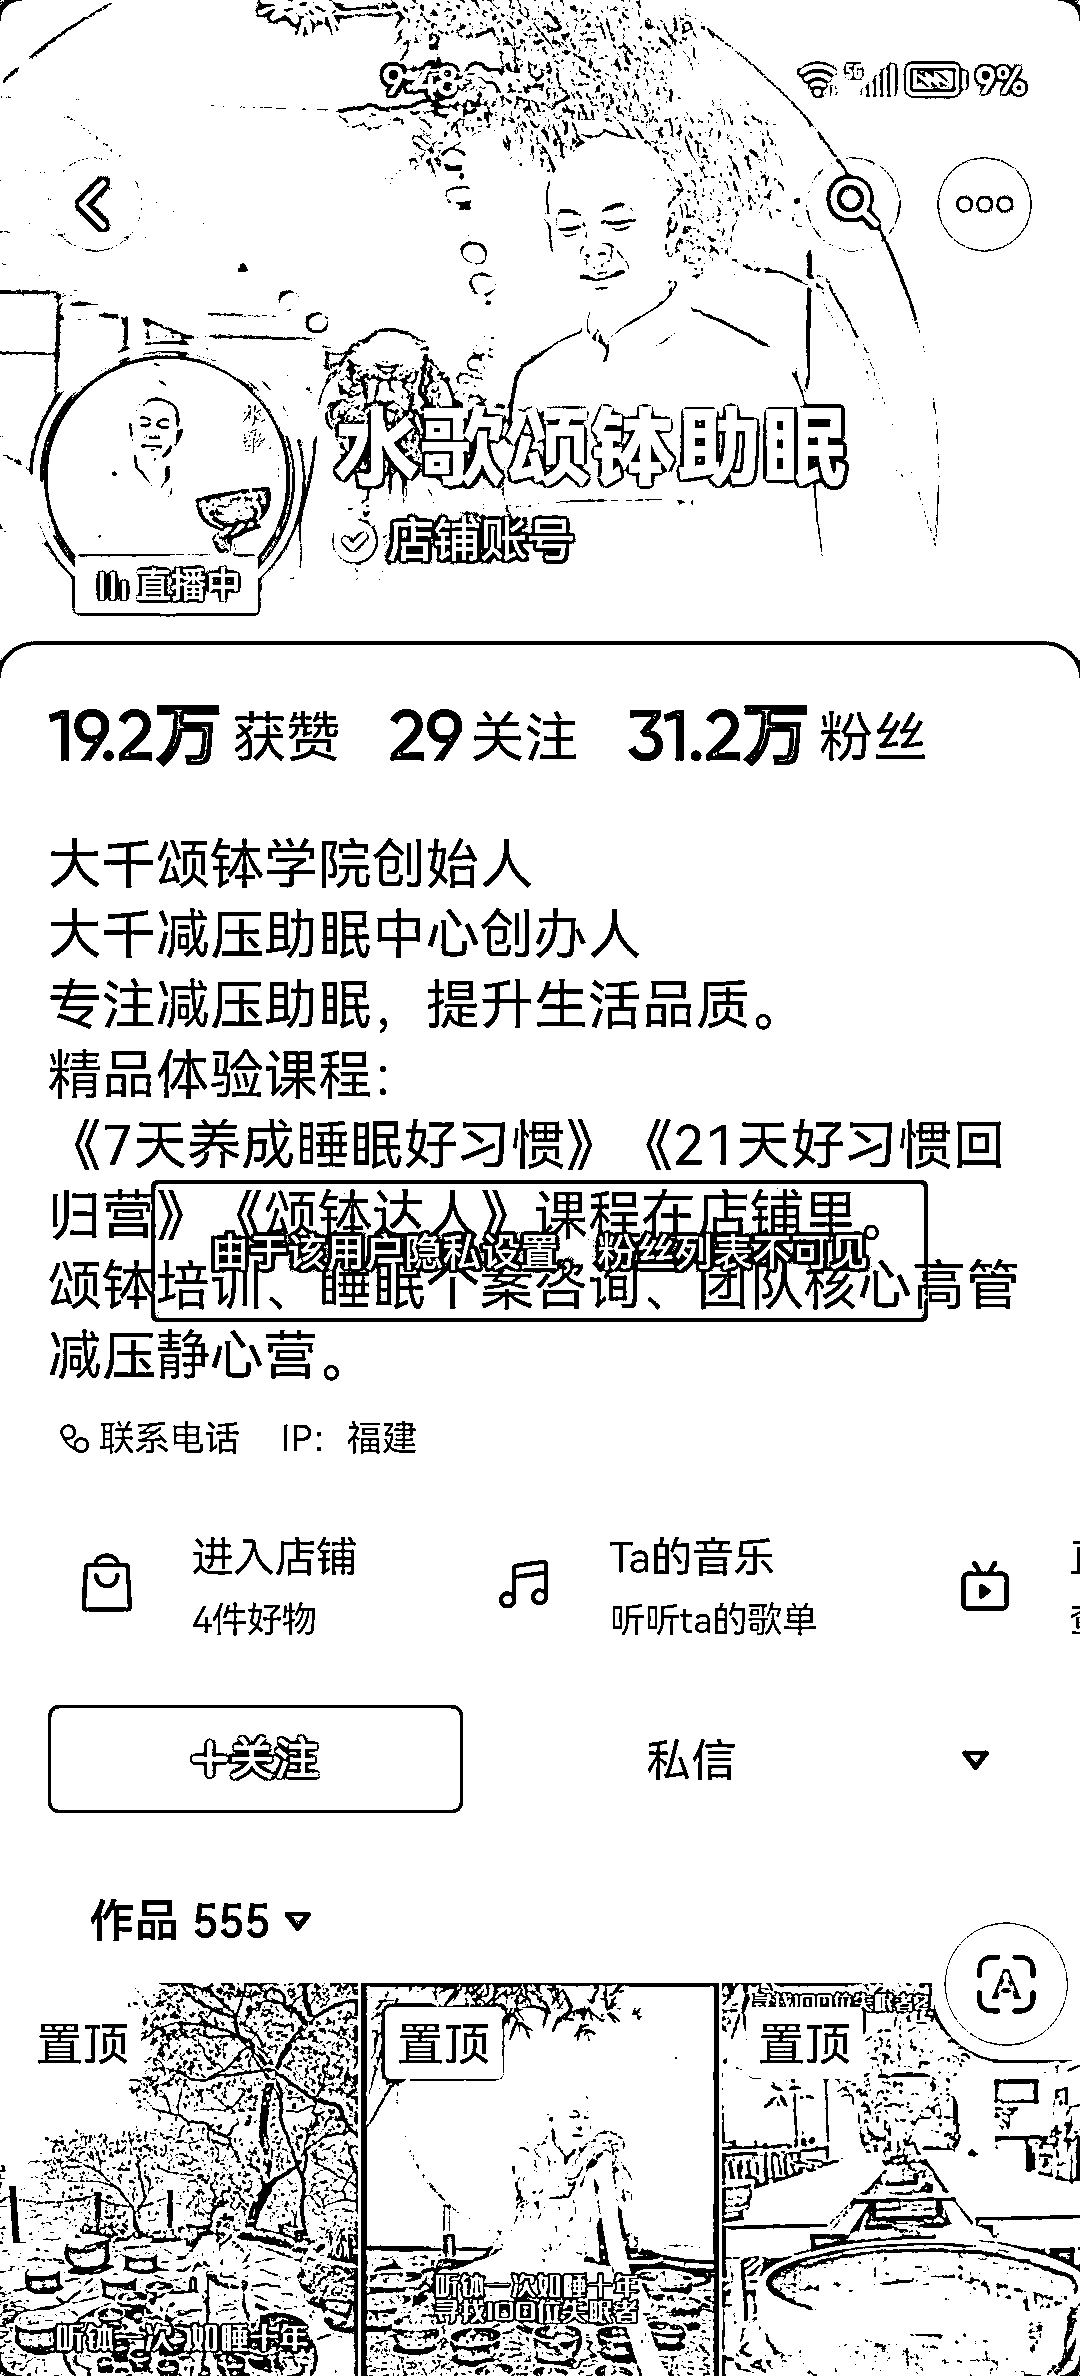 9:48
5G
9%
水歌颂钵助眠
店铺账号
直播中
19.2万 获赞 29 关注 31.2万 粉丝
大千颂钵学院创始人
大千减压助眠中心创办人
专注减压助眠，提升生活品质。
精品体验课程：
《7天养成睡眠好习惯》《21天好习惯回
归营》《颂钵达人》课程在店铺里。
由于该用户隐私设置，粉丝列表不可见
颂钵培训、睡眠个案咨询、团队核心高管
减压静心营。
联系电话 IP：福建
进入店铺
4件好物
Ta的音乐
听听ta的歌单
+关注
私信
作品 555
置顶
置顶
置顶
寻找100位失眠者
听钵一次 如睡十年
听钵一次如睡十年
寻找100位失眠者